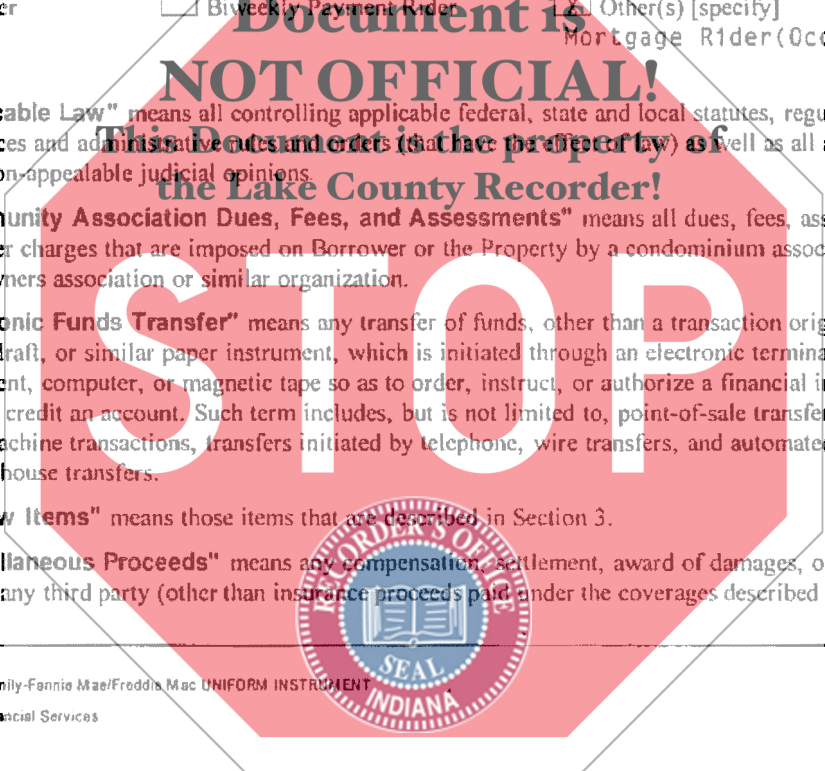 er Biweekly Payment Rider X Other(s) [specify]
Document is
Mortgage Rider(Occ
NOT OFFICIAL!
cable Law" means all controlling applicable federal, state and local statutes, regu
This Document is the property of
ces and administrative rules and orders (that have the effect of law) as well as all a
on-appealable judicial opinions.
the Lake County Recorder!
unity Association Dues, Fees, and Assessments" means all dues, fees, ass
er charges that are imposed on Borrower or the Property by a condominium assoc
ners association or similar organization.
STOP
onic Funds Transfer" means any transfer of funds, other than a transaction orig
draft, or similar paper instrument, which is initiated through an electronic termina
ent, computer, or magnetic tape so as to order, instruct, or authorize a financial in
credit an account. Such term includes, but is not limited to, point-of-sale transfe
achine transactions, transfers initiated by telephone, wire transfers, and automated
house transfers.
w Items" means those items that are described in Section 3.
llaneous Proceeds" means any compensation, settlement, award of damages, o
any third party (other than insurance proceeds paid under the coverages described
RECORDER'S OFFICE
SEAL
INDIANA
mily-Fannie Mae/Freddie Mac UNIFORM INSTRUMENT
ancial Services